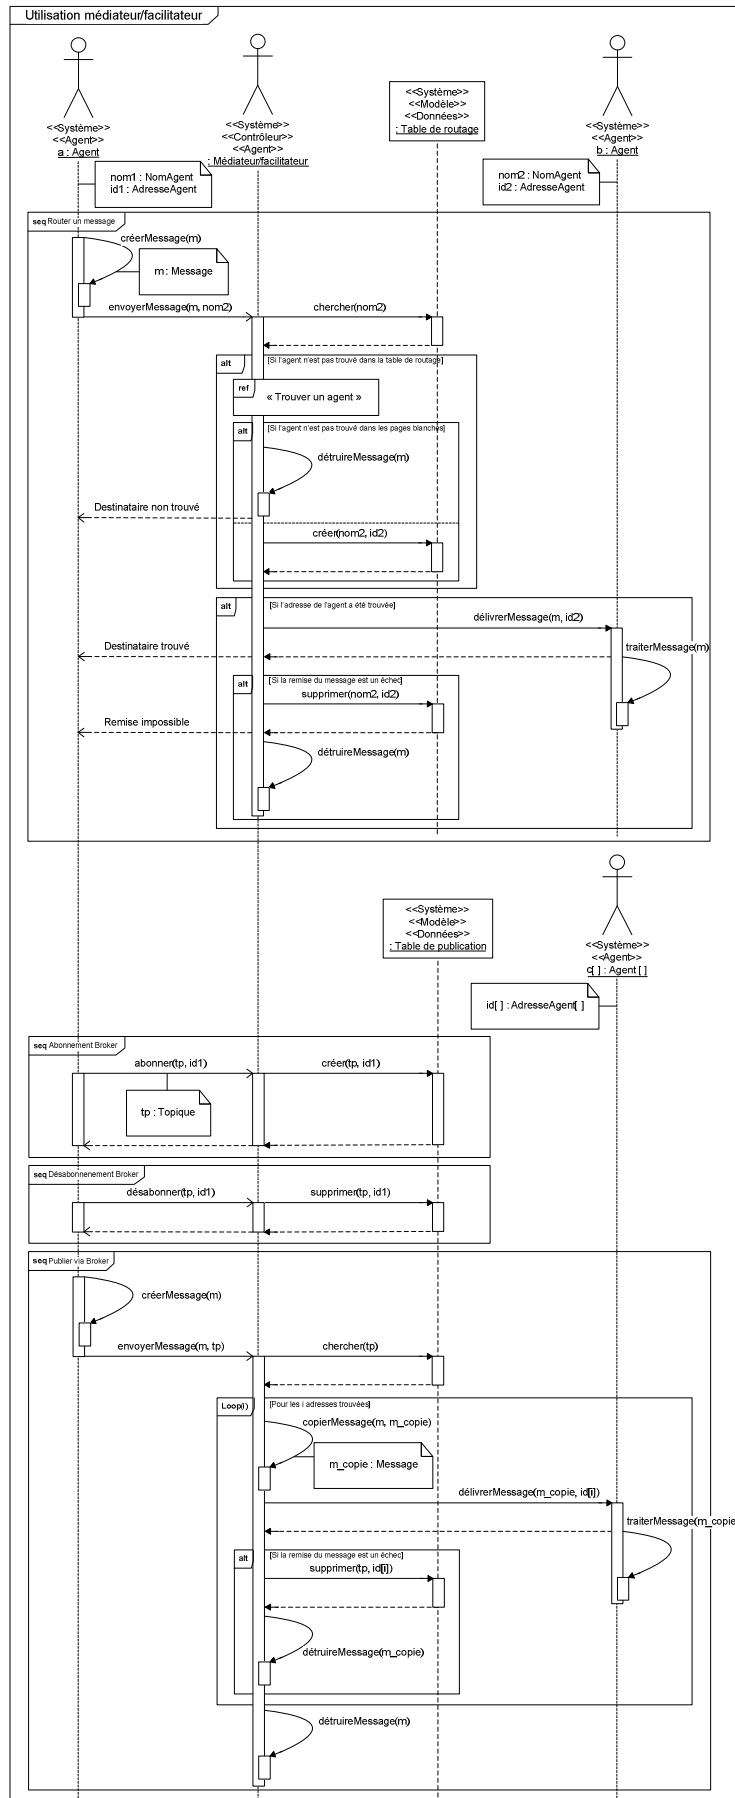 Utilisation médiateur/facilitateur
<<Système>>
<<Agent>>
a : Agent
<<Système>>
<<Contrôleur>>
<<Agent>>
: Médiateur/facilitateur
<<Système>>
<<Modèle>>
<<Données>>
: Table de routage
<<Système>>
<<Agent>>
b : Agent
nom1 : NomAgent
id1 : AdresseAgent
nom2 : NomAgent
id2 : AdresseAgent
seq Router un message
créerMessage(m)
m : Message
envoyerMessage(m, nom2)
chercher(nom2)
alt
[Si l'agent n'est pas trouvé dans la table de routage]
ref
« Trouver un agent »
alt
[Si l'agent n'est pas trouvé dans les pages blanches]
détruireMessage(m)
Destinataire non trouvé
créer(nom2, id2)
alt
[Si l'adresse de l'agent a été trouvée]
délivrerMessage(m, id2)
Destinataire trouvé
traiterMessage(m)
alt
[Si la remise du message est un échec]
supprimer(nom2, id2)
Remise impossible
détruireMessage(m)
<<Système>>
<<Modèle>>
<<Données>>
: Table de publication
<<Système>>
<<Agent>>
c[ ] : Agent [ ]
id[ ] : AdresseAgent[ ]
seq Abonnement Broker
abonner(tp, id1)
créer(tp, id1)
tp : Topique
seq Désabonnenement Broker
désabonner(tp, id1)
supprimer(tp, id1)
seq Publier via Broker
créerMessage(m)
envoyerMessage(m, tp)
chercher(tp)
Loop(i)
[Pour les i adresses trouvées]
copierMessage(m, m_copie)
m_copie : Message
délivrerMessage(m_copie, id[i])
traiterMessage(m_copie
alt
[Si la remise du message est un échec]
supprimer(tp, id[i])
détruireMessage(m_copie)
détruireMessage(m)